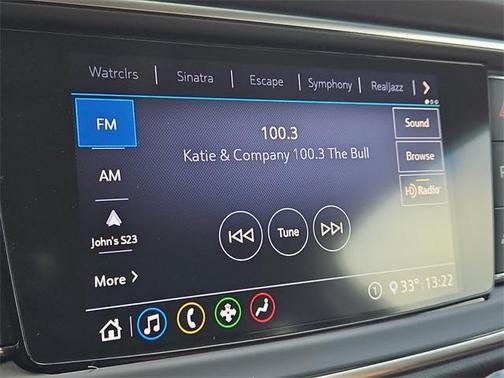 Watrclrs | Sinatra | Escape | Symphony | RealJazz
FM
100.3
Katie & Company 100.3 The Bull
Sound
Browse
HD Radio
AM
John's S23
More
Tune
1 33° 13:22